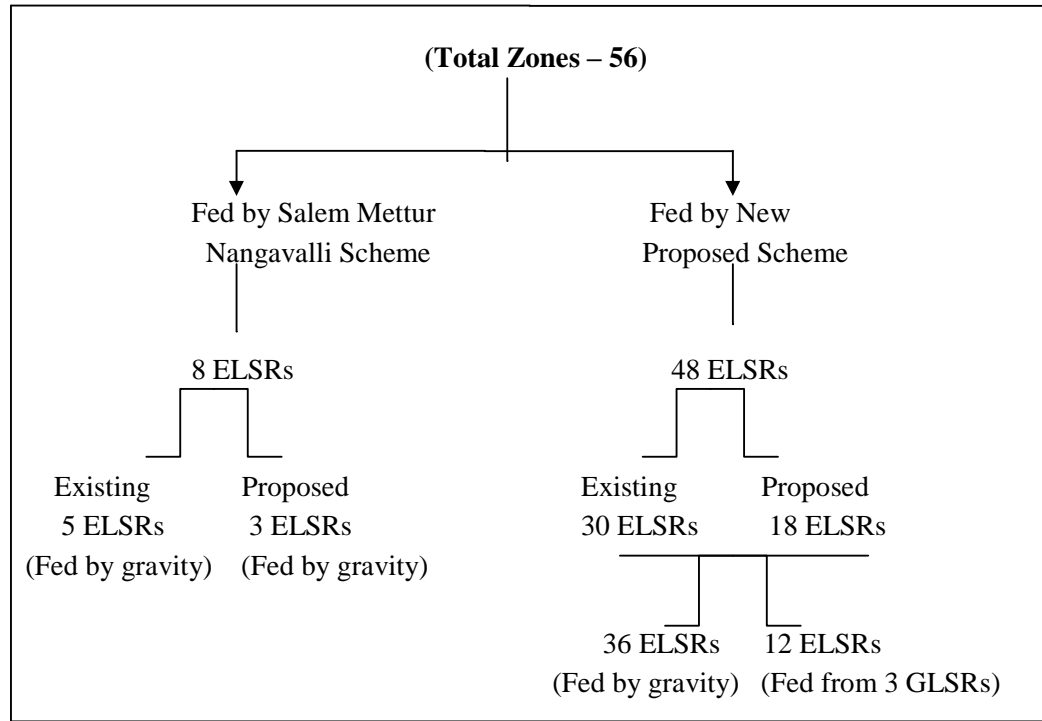 (Total Zones – 56)
Fed by Salem Mettur
Nangavalli Scheme
Fed by New
Proposed Scheme
8 ELSRs
48 ELSRs
Existing
5 ELSRs
(Fed by gravity)
Proposed
3 ELSRs
(Fed by gravity)
Existing
30 ELSRs
Proposed
18 ELSRs
36 ELSRs
(Fed by gravity)
12 ELSRs
(Fed from 3 GLSRs)